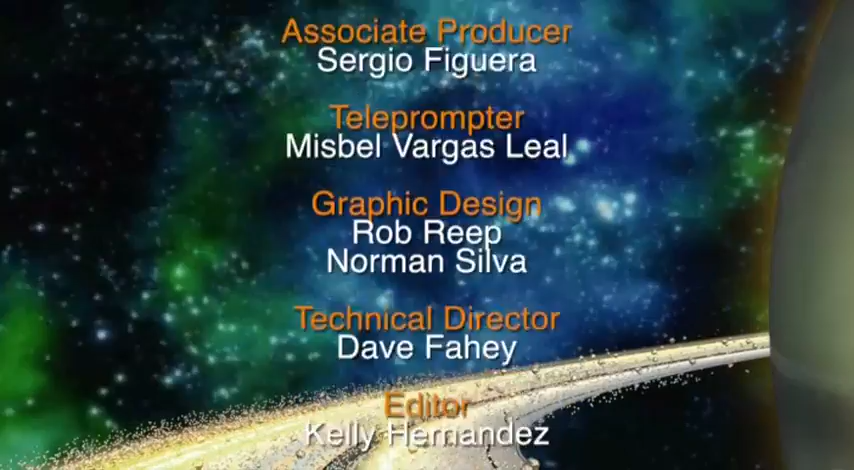 Associate Producer
Sergio Figuera
Teleprompter
Misbel Vargas Leal
Graphic Design
Rob Reep
Norman Silva
Technical Director
Dave Fahey
Editor
Kelly Hernandez